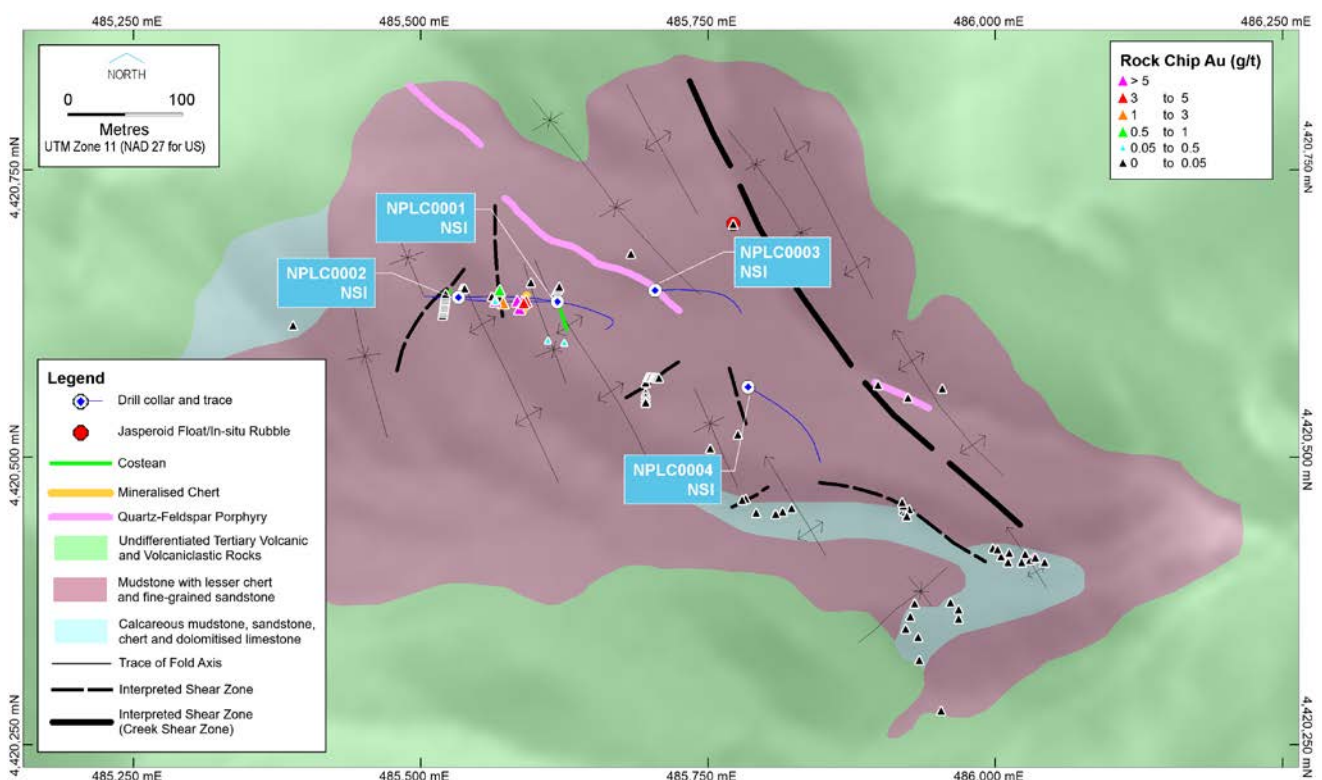 485,250 mE
485,500 mE
485,750 mE
486,000 mE
486,250 mE
NORTH
0 100
Metres
UTM Zone 11 (NAD 27 for US)
Rock Chip Au (g/t)
> 5
3 to 5
1 to 3
0.5 to 1
0.05 to 0.5
0 to 0.05
4,420,750 mN
4,420,750 mN
NPLC0001
NSI
NPLC0002
NSI
NPLC0003
NSI
NPLC0004
NSI
4,420,500 mN
4,420,500 mN
Legend
Drill collar and trace
Jasperoid Float/In-situ Rubble
Costean
Mineralised Chert
Quartz-Feldspar Porphyry
Undifferentiated Tertiary Volcanic
and Volcaniclastic Rocks
Mudstone with lesser chert
and fine-grained sandstone
Calcareous mudstone, sandstone,
chert and dolomitised limestone
Trace of Fold Axis
Interpreted Shear Zone
Interpreted Shear Zone
(Creek Shear Zone)
4,420,250 mN
4,420,250 mN
485,250 mE
485,500 mE
485,750 mE
486,000 mE
486,250 mE